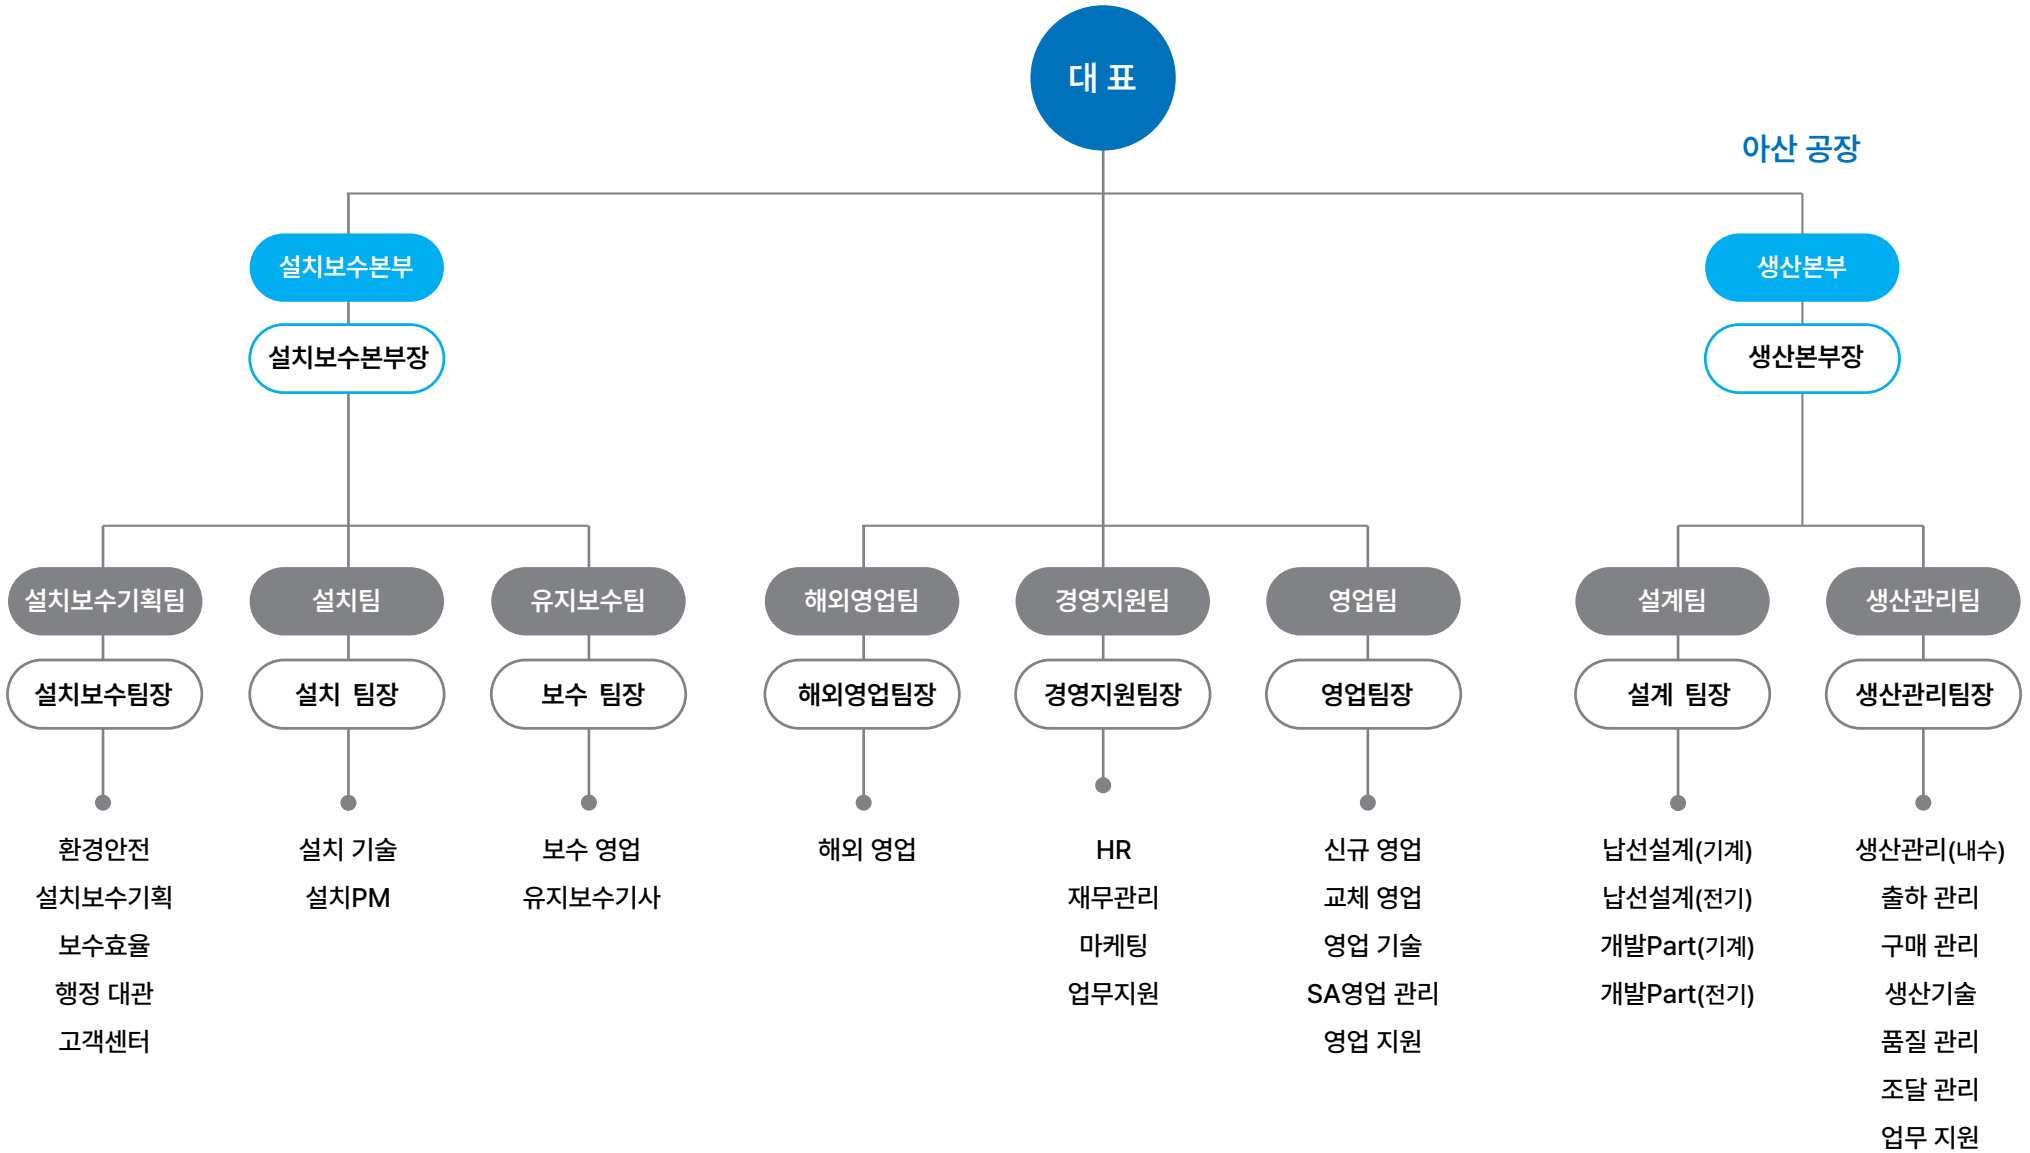 대 표
아산 공장
설치보수본부
생산본부
설치보수본부장
생산본부장
설치보수기획팀
설치팀
유지보수팀
해외영업팀
경영지원팀
영업팀
설계팀
생산관리팀
설치보수팀장
설치 팀장
보수 팀장
해외영업팀장
경영지원팀장
영업팀장
설계 팀장
생산관리팀장
환경안전
설치보수기획
보수효율
행정 대관
고객센터
설치 기술
설치PM
보수 영업
유지보수기사
해외 영업
HR
재무관리
마케팅
업무지원
신규 영업
교체 영업
영업 기술
SA영업 관리
영업 지원
납선설계(기계)
납선설계(전기)
개발Part(기계)
개발Part(전기)
생산관리(내수)
출하 관리
구매 관리
생산기술
품질 관리
조달 관리
업무 지원